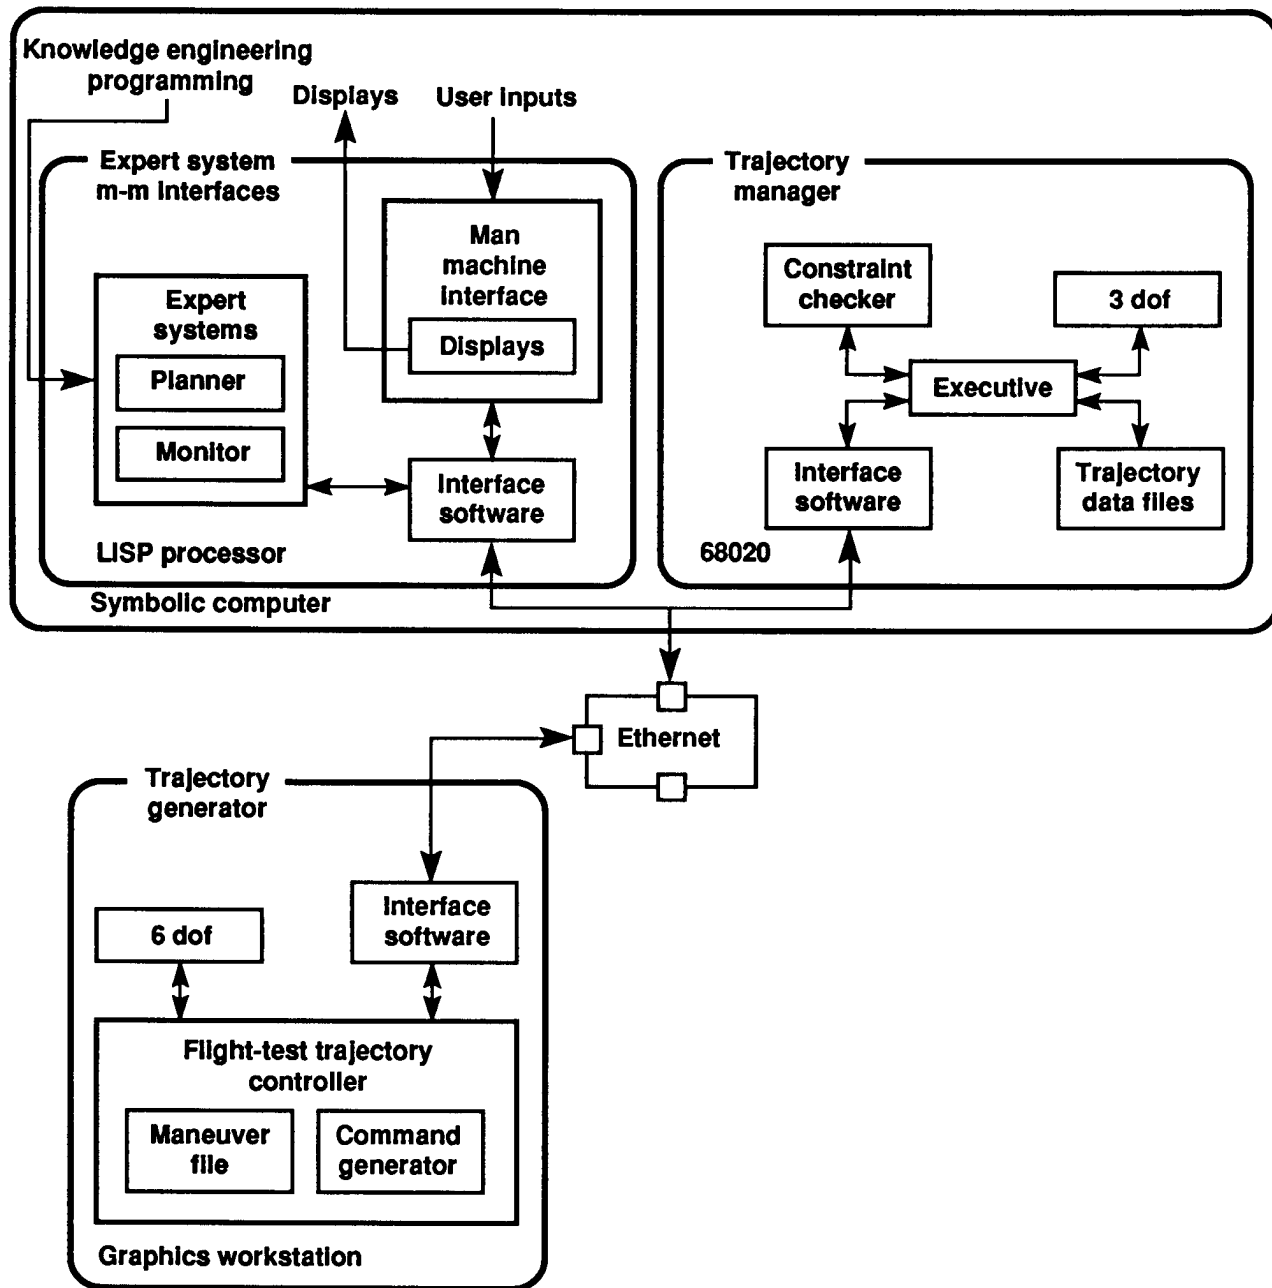 Knowledge engineering
programming
Displays
User inputs
Expert system
m-m interfaces
Man
machine
interface
Displays
Expert
systems
Planner
Monitor
Interface
software
LISP processor
Symbolic computer
Trajectory
manager
Constraint
checker
3 dof
Executive
Interface
software
Trajectory
data files
68020
Ethernet
Trajectory
generator
Interface
software
6 dof
Flight-test trajectory
controller
Maneuver
file
Command
generator
Graphics workstation